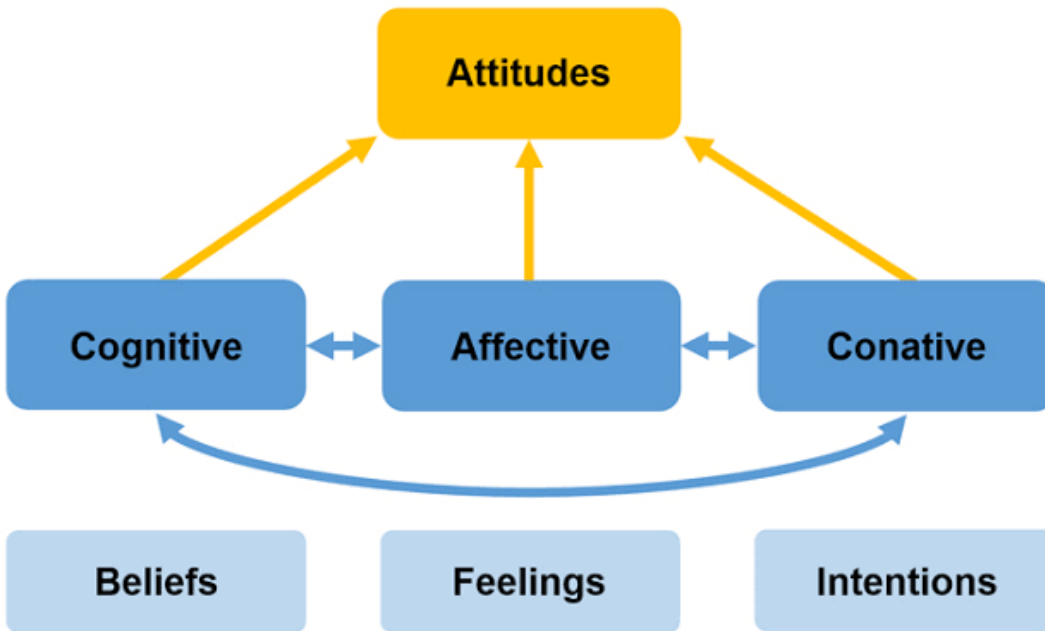 Attitudes
Cognitive
Affective
Conative
Beliefs
Feelings
Intentions